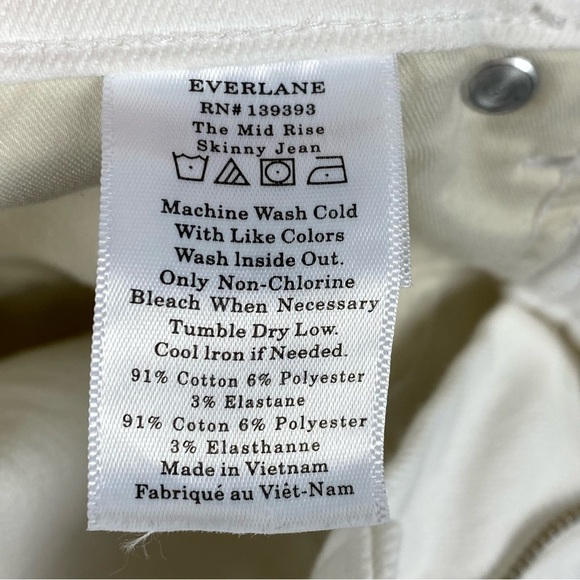 EVERLANE
RN# 139393
The Mid Rise
Skinny Jean
Machine Wash Cold
With Like Colors
Wash Inside Out.
Only Non-Chlorine
Bleach When Necessary
Tumble Dry Low.
Cool Iron if Needed.
91% Cotton 6% Polyester
3% Elastane
91% Coton 6% Polyester
3% Elasthanne
Made in Vietnam
Fabriqué au Viêt-Nam